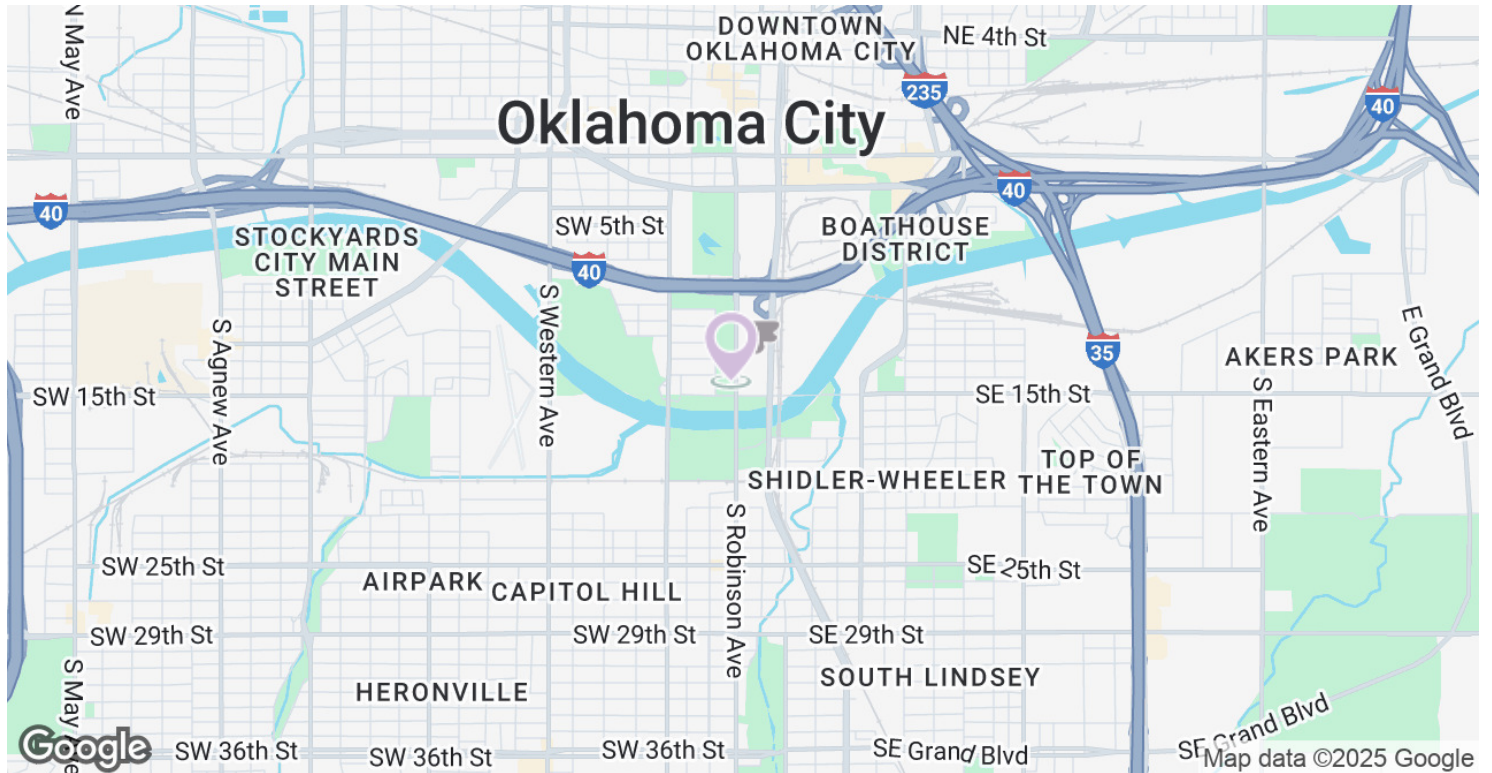 N May Ave
DOWNTOWN
OKLAHOMA CITY
NE 4th St
235
Oklahoma City
40
40
40
SW 5th St
BOATHOUSE
DISTRICT
STOCKYARDS
CITY MAIN
STREET
40
S Western Ave
S Agnew Ave
35
AKERS PARK
E Grand Blvd
SW 15th St
SE 15th St
S Eastern Ave
TOP OF
THE TOWN
SHIDLER-WHEELER
S Robinson Ave
SW 25th St
AIRPARK
CAPITOL HILL
SE 25th St
SW 29th St
SW 29th St
SE 29th St
S May Ave
HERONVILLE
SOUTH LINDSEY
SW 36th St
SW 36th St
SW 36th St
SE Grand Blvd
SE Grand Blvd
Google
Map data ©2025 Google